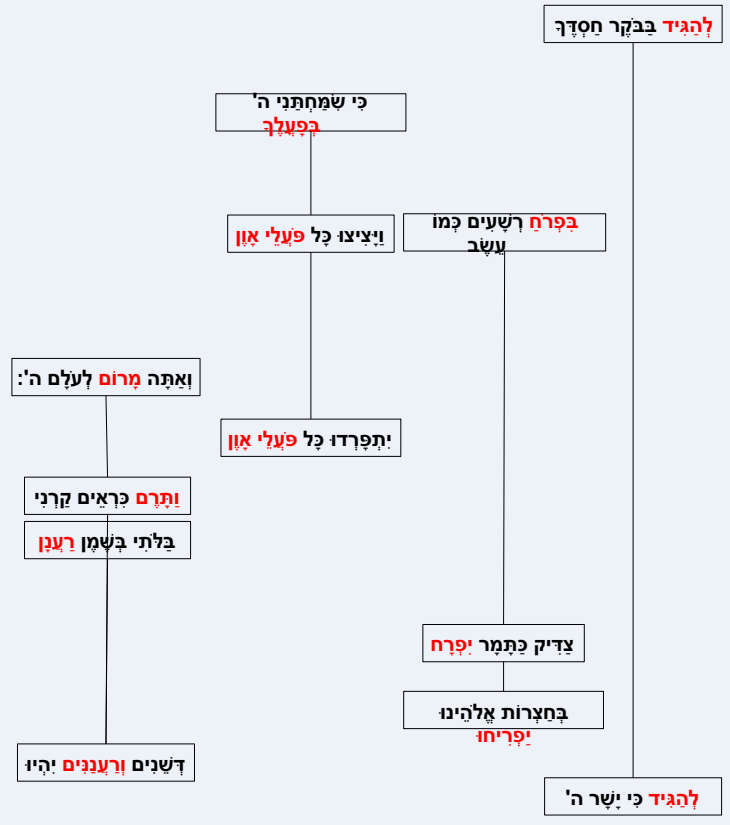 לְהַגִּיד בַּבֹּקֶר חַסְדֶּךָ
כִּי שִׂמַּחְתַּנִי ה'
בְּפָעֳלֶךָ
בִּפְרֹחַ רְשָׁעִים כְּמוֹ
עֵשֶׂב
וַיָּצִיצוּ כָּל פֹּעֲלֵי אָוֶן
וְאַתָּה מָרוֹם לְעֹלָם ה':
יִתְפָּרְדוּ כָּל פֹּעֲלֵי אָוֶן
וַתָּרֶם כִּרְאֵים קַרְנִי
בַּלֹּתִי בְּשֶׁמֶן רַעֲנָן
צַדִּיק כַּתָּמָר יִפְרָח
בְּחַצְרוֹת אֱלֹהֵינוּ
יַפְרִיחוּ
דְּשֵׁנִים וְרַעֲנַנִּים יִהְיוּ
לְהַגִּיד כִּי יָשָׁר ה'